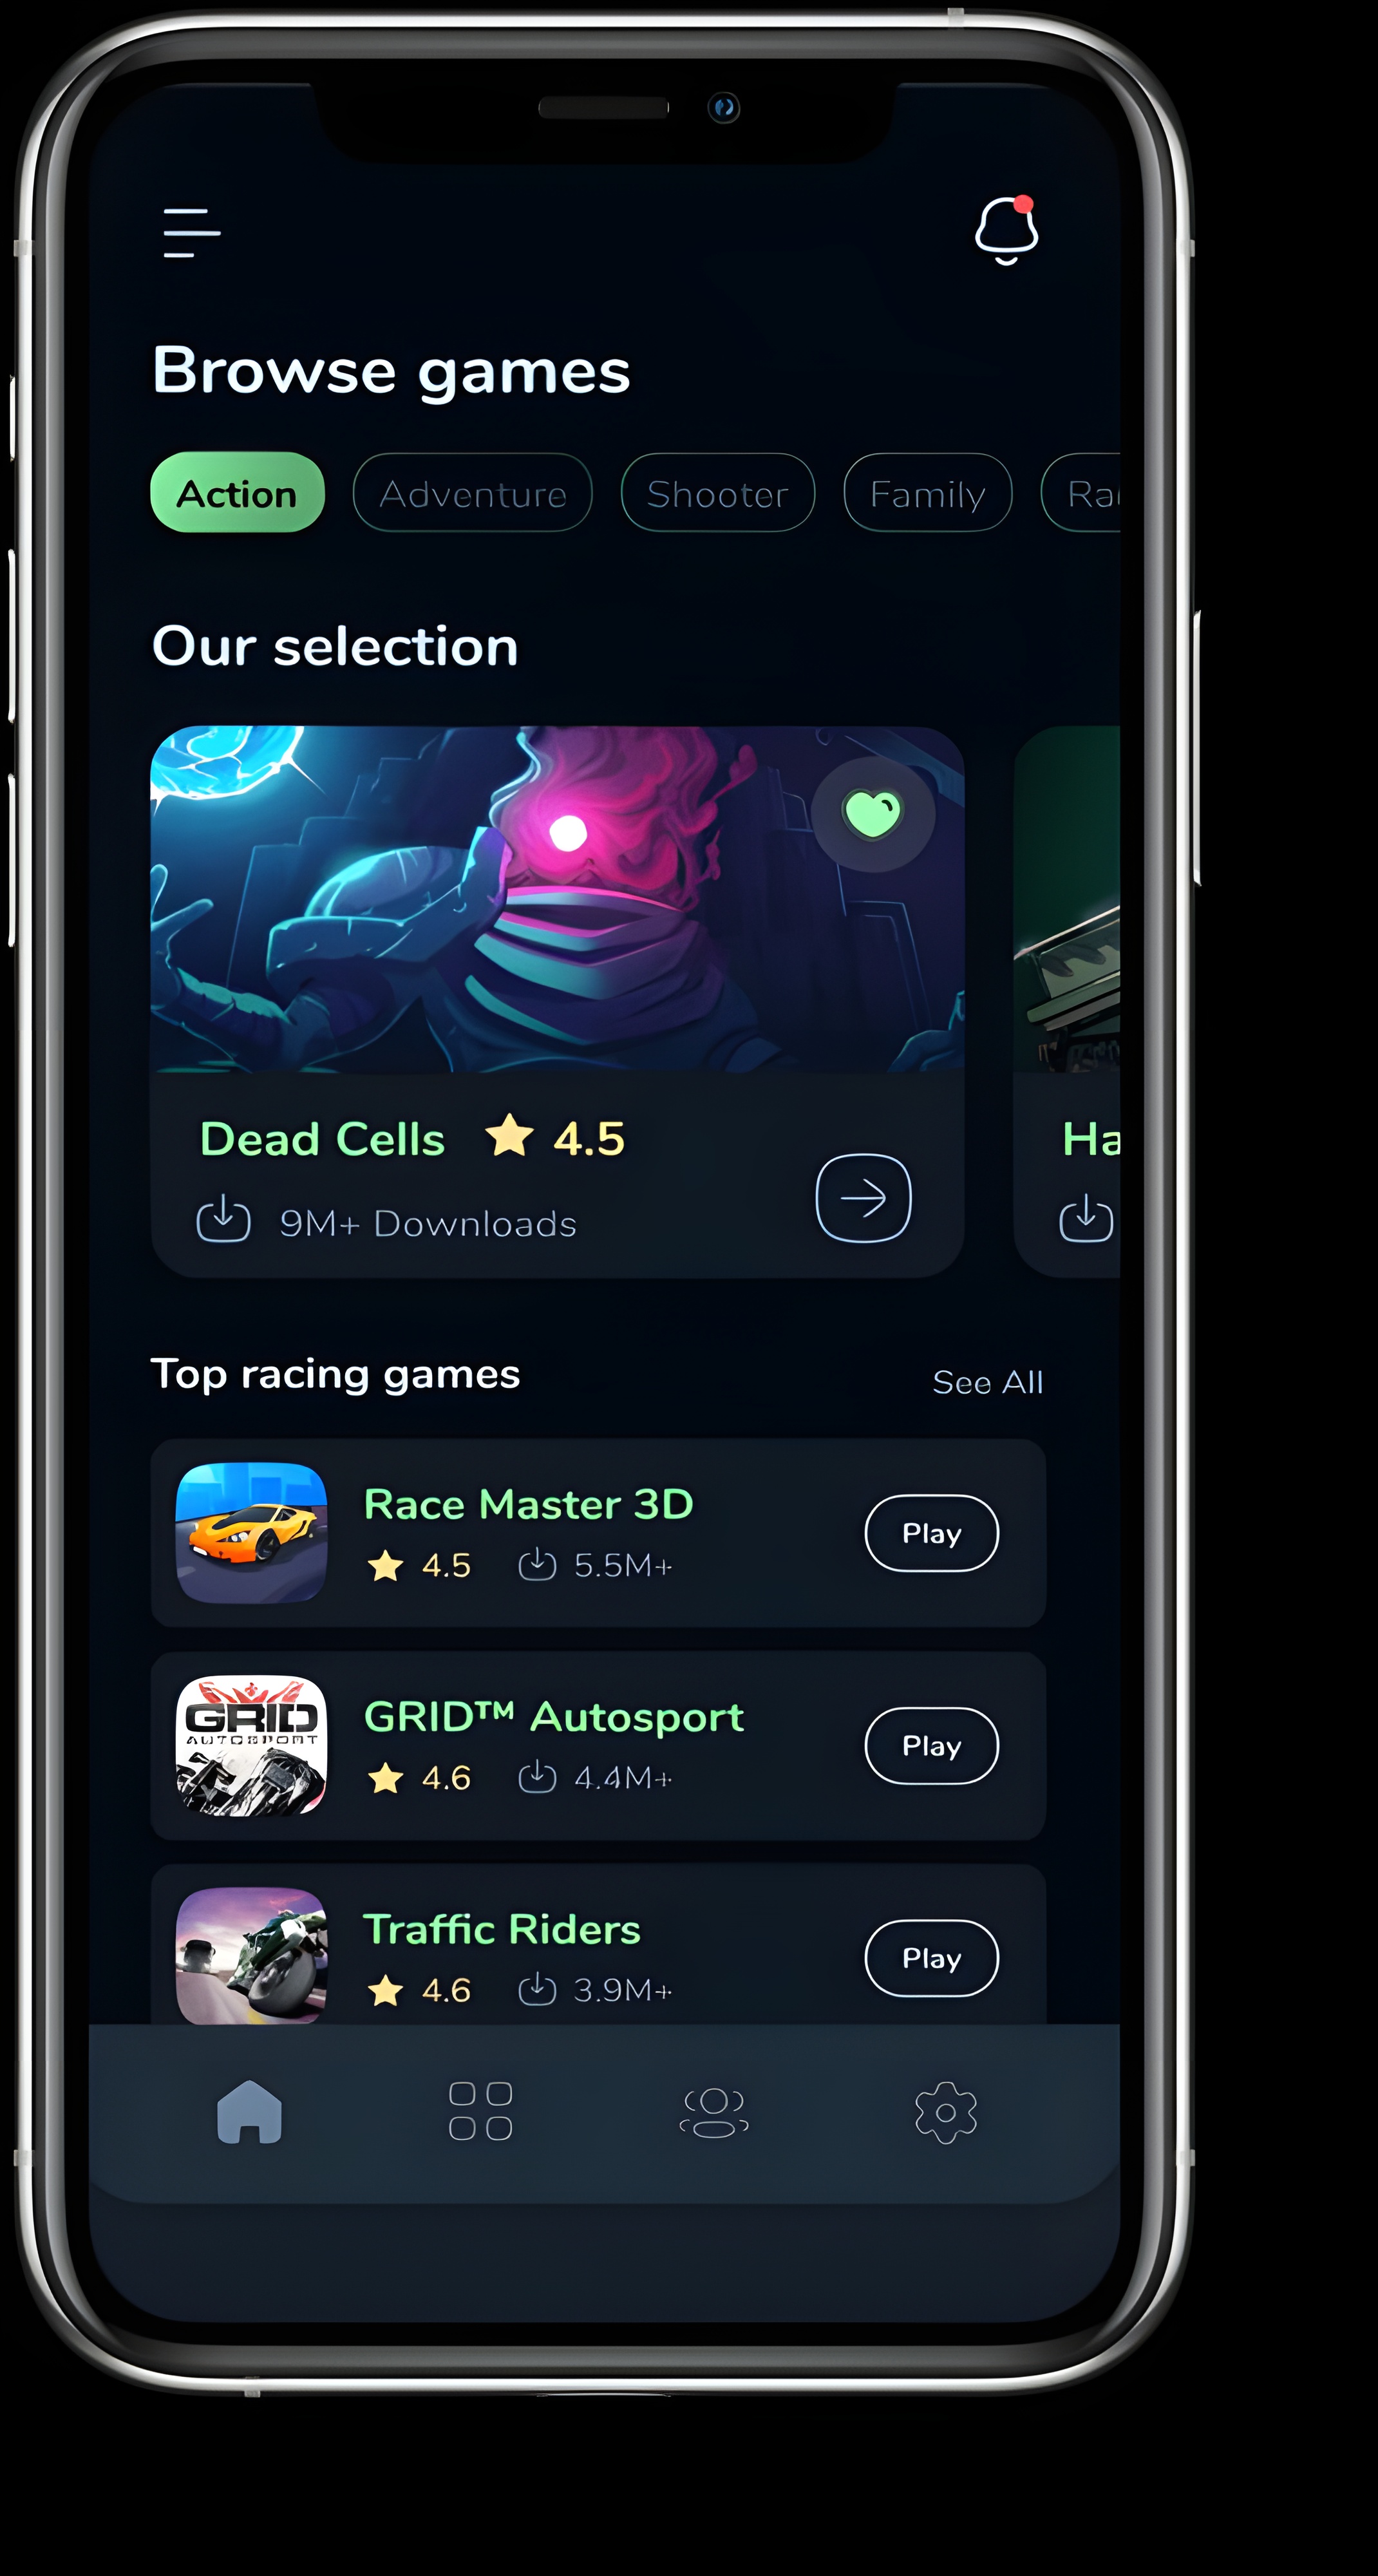 Browse games
Action Adventure Shooter Family
Our selection
Dead Cells 4.5
9M+ Downloads
Top racing games See All
Race Master 3D
4.5 5.5M+ Play
GRID AUTOSPORT
GRID™ Autosport
4.6 4.4M+ Play
Traffic Riders
4.6 3.9M+ Play